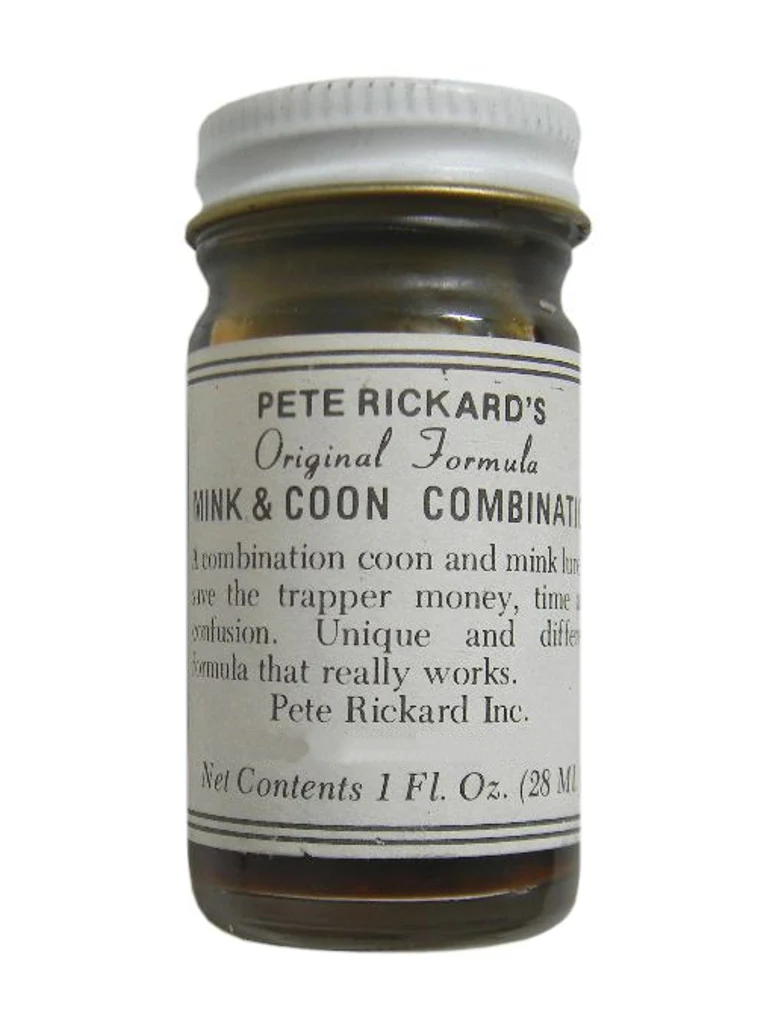 PETE RICKARD'S
Original Formula
MINK & COON COMBINATI
A combination coon and mink lure
save the trapper money, time a
confusion. Unique and differe
formula that really works.
Pete Rickard Inc.
Net Contents 1 Fl. Oz. (28 Ml.